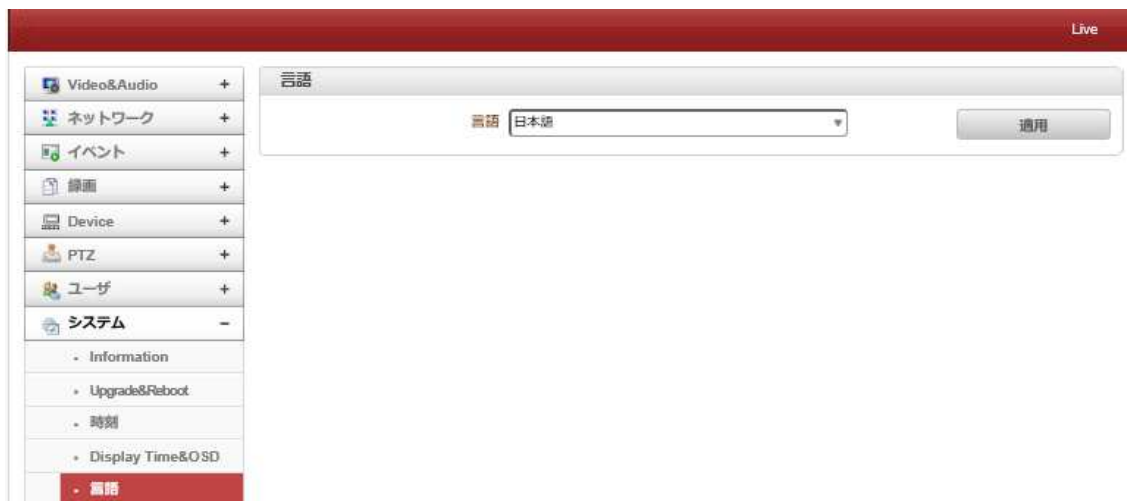 Live
Video&Audio +
ネットワーク +
イベント +
録画 +
Device +
PTZ +
ユーザ +
システム −
Information
Upgrade&Reboot
時刻
Display Time&OSD
言語
言語
言語 日本語
適用